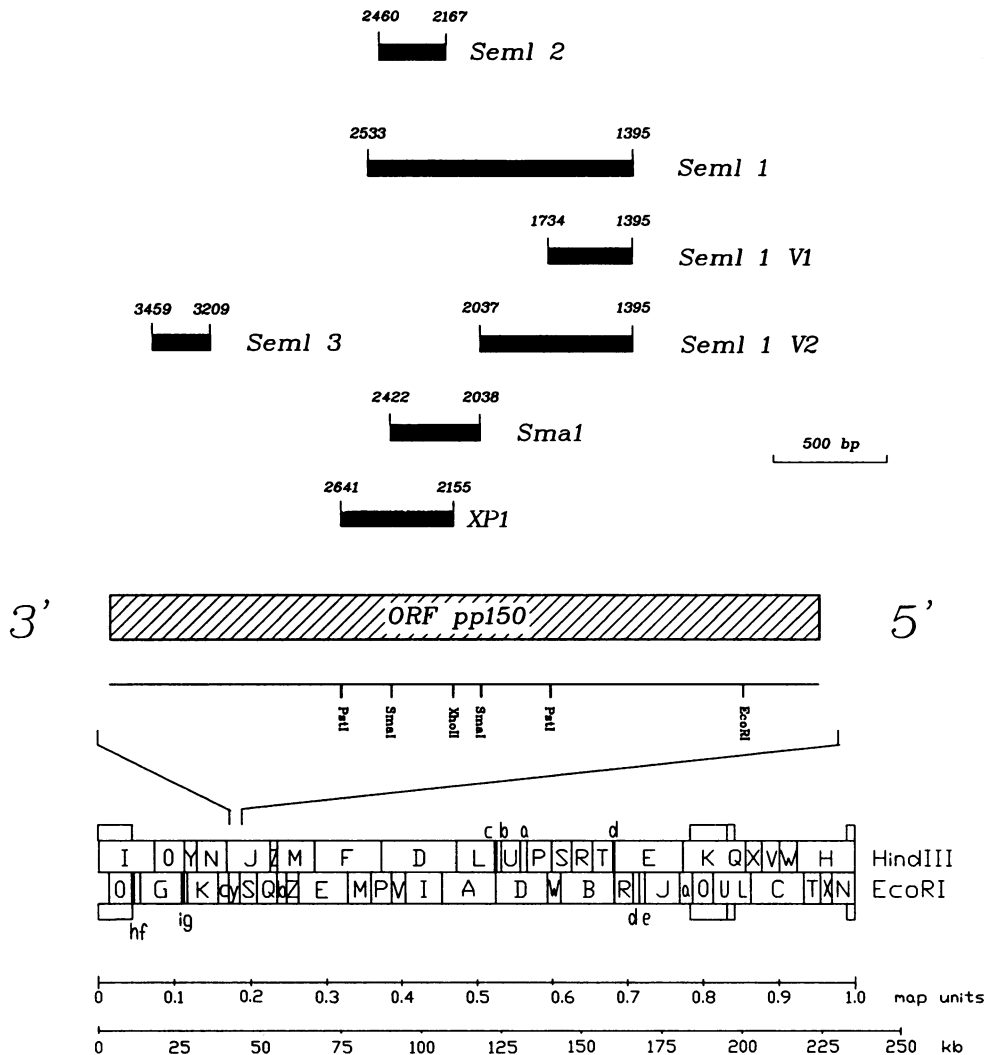 2460 2167
Seml 2
2533 1395
Seml 1
1734 1395
Seml 1 V1
3459 3209
Seml 3
2037 1395
Seml 1 V2
2422 2038
Sma1
500 bp
2641 2155
XP1
3' ORF pp150 5'
PstI SmaI XhoII SmaI PstI EcoRI
c b a d
I O Y N J Z M F D L U P S R T E K Q X V W H HindIII
O G K c y S Q b Z E M P V I A D W B R J a O U L C T X N EcoRI
hf ig d e
0 0.1 0.2 0.3 0.4 0.5 0.6 0.7 0.8 0.9 1.0 map units
0 25 50 75 100 125 150 175 200 225 250 kb